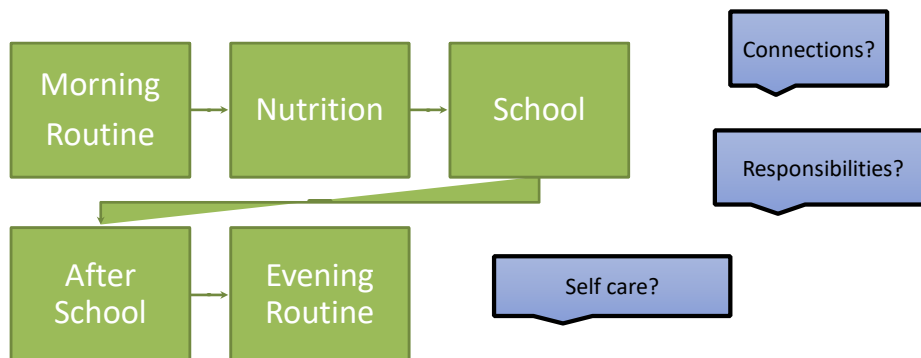 Morning
Routine
Nutrition
School
Connections?
Responsibilities?
After
School
Evening
Routine
Self care?